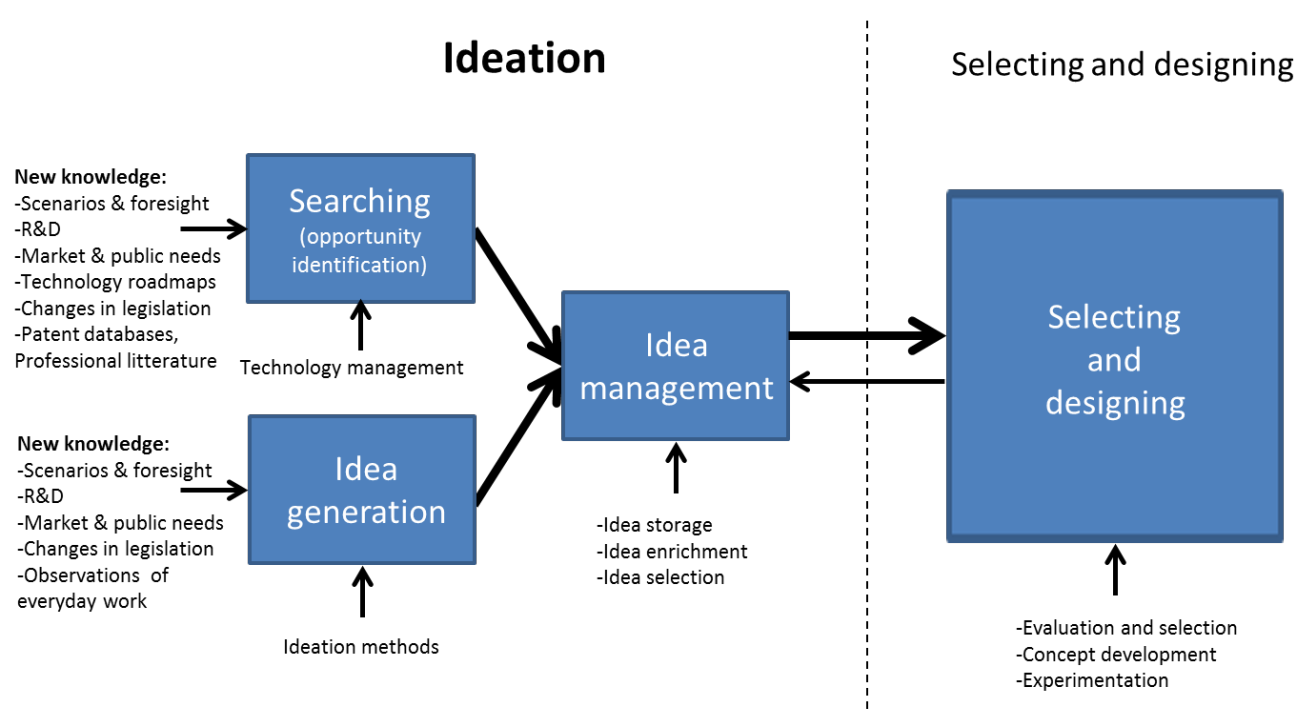 Ideation
Selecting and designing
New knowledge:
-Scenarios & foresight
-R&D
-Market & public needs
-Technology roadmaps
-Changes in legislation
-Patent databases,
Professional litterature
Searching
(opportunity
identification)
Technology management
New knowledge:
-Scenarios & foresight
-R&D
-Market & public needs
-Changes in legislation
-Observations of
everyday work
Idea
generation
Ideation methods
Idea
management
-Idea storage
-Idea enrichment
-Idea selection
Selecting
and
designing
-Evaluation and selection
-Concept development
-Experimentation